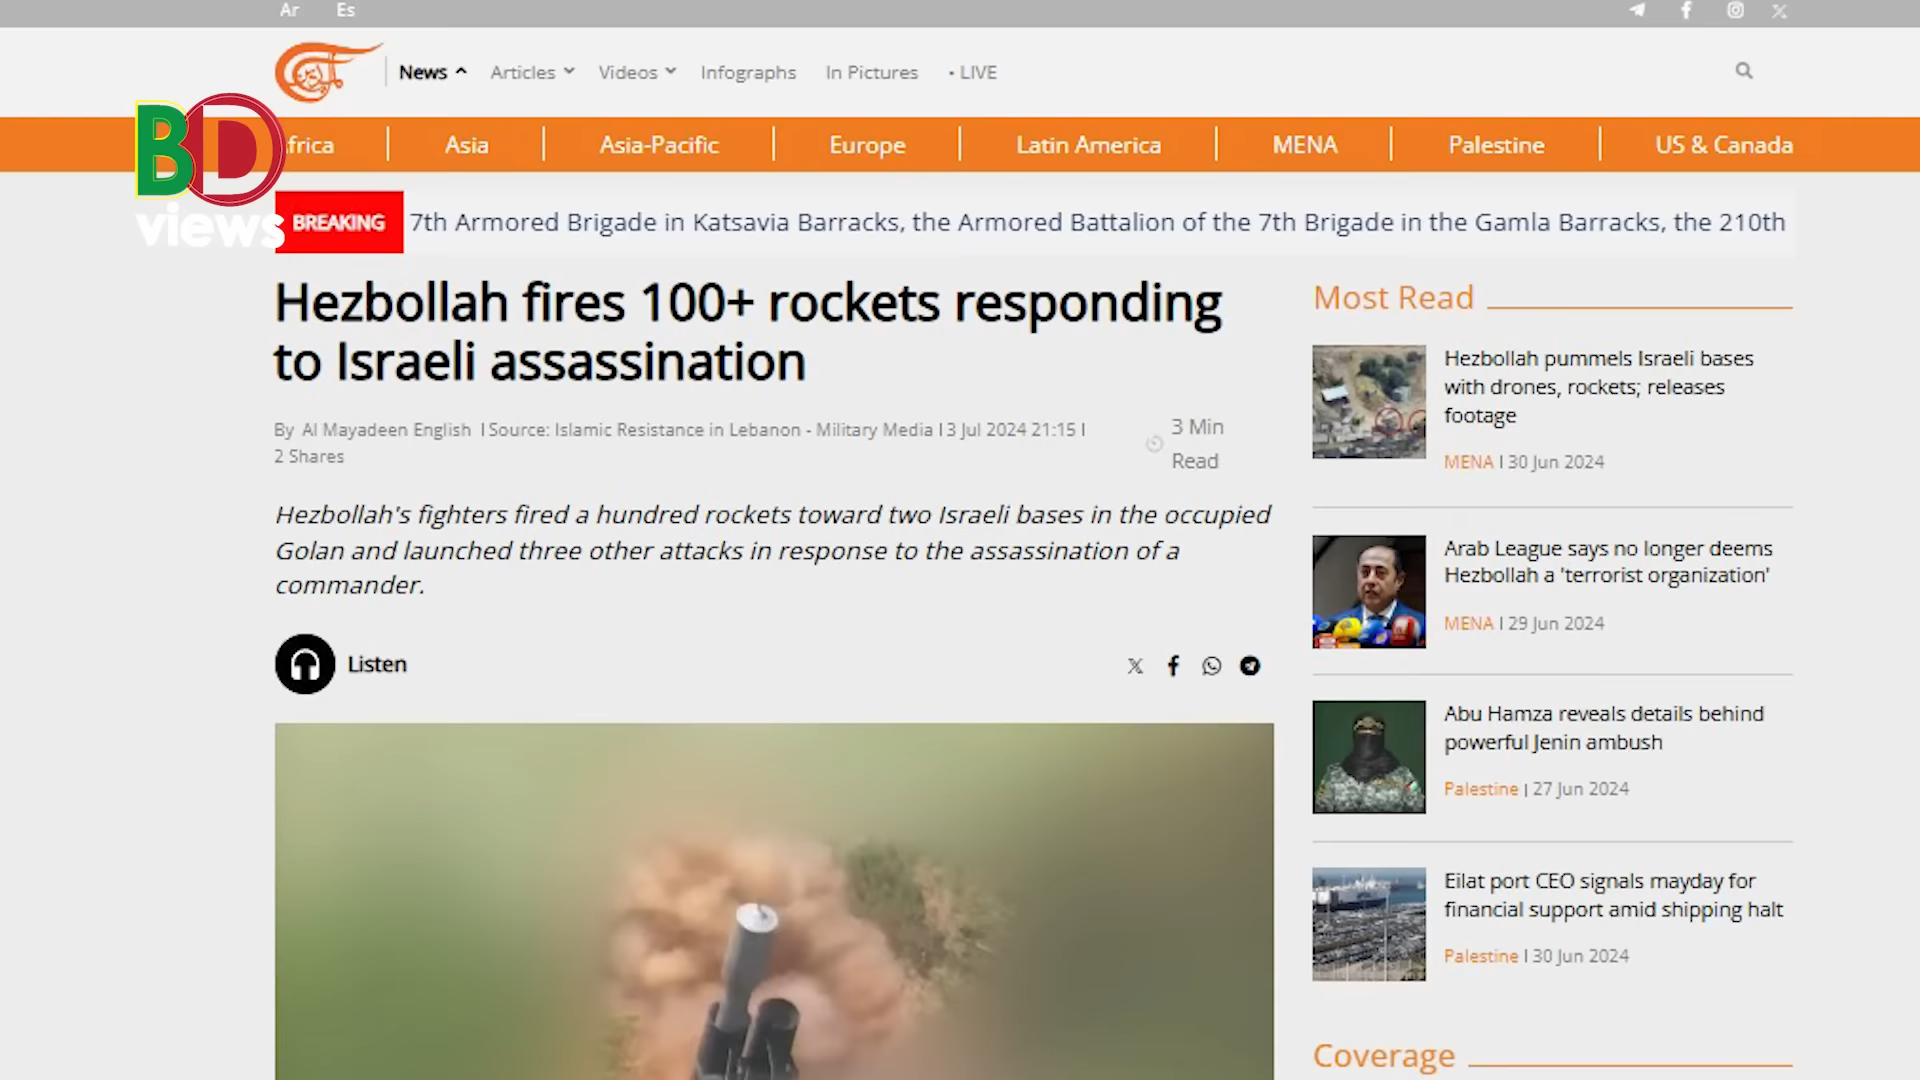 Ar Es
News Articles Videos Infographs In Pictures • LIVE
BD
views
frica Asia Asia-Pacific Europe Latin America MENA Palestine US & Canada
BREAKING 7th Armored Brigade in Katsavia Barracks, the Armored Battalion of the 7th Brigade in the Gamla Barracks, the 210th
Hezbollah fires 100+ rockets responding
to Israeli assassination
By Al Mayadeen English | Source: Islamic Resistance in Lebanon - Military Media | 3 Jul 2024 21:15 |
2 Shares
3 Min
Read
Hezbollah's fighters fired a hundred rockets toward two Israeli bases in the occupied
Golan and launched three other attacks in response to the assassination of a
commander.
Listen
Most Read
Hezbollah pummels Israeli bases
with drones, rockets; releases
footage
MENA | 30 Jun 2024
Arab League says no longer deems
Hezbollah a 'terrorist organization'
MENA | 29 Jun 2024
Abu Hamza reveals details behind
powerful Jenin ambush
Palestine | 27 Jun 2024
Eilat port CEO signals mayday for
financial support amid shipping halt
Palestine | 30 Jun 2024
Coverage